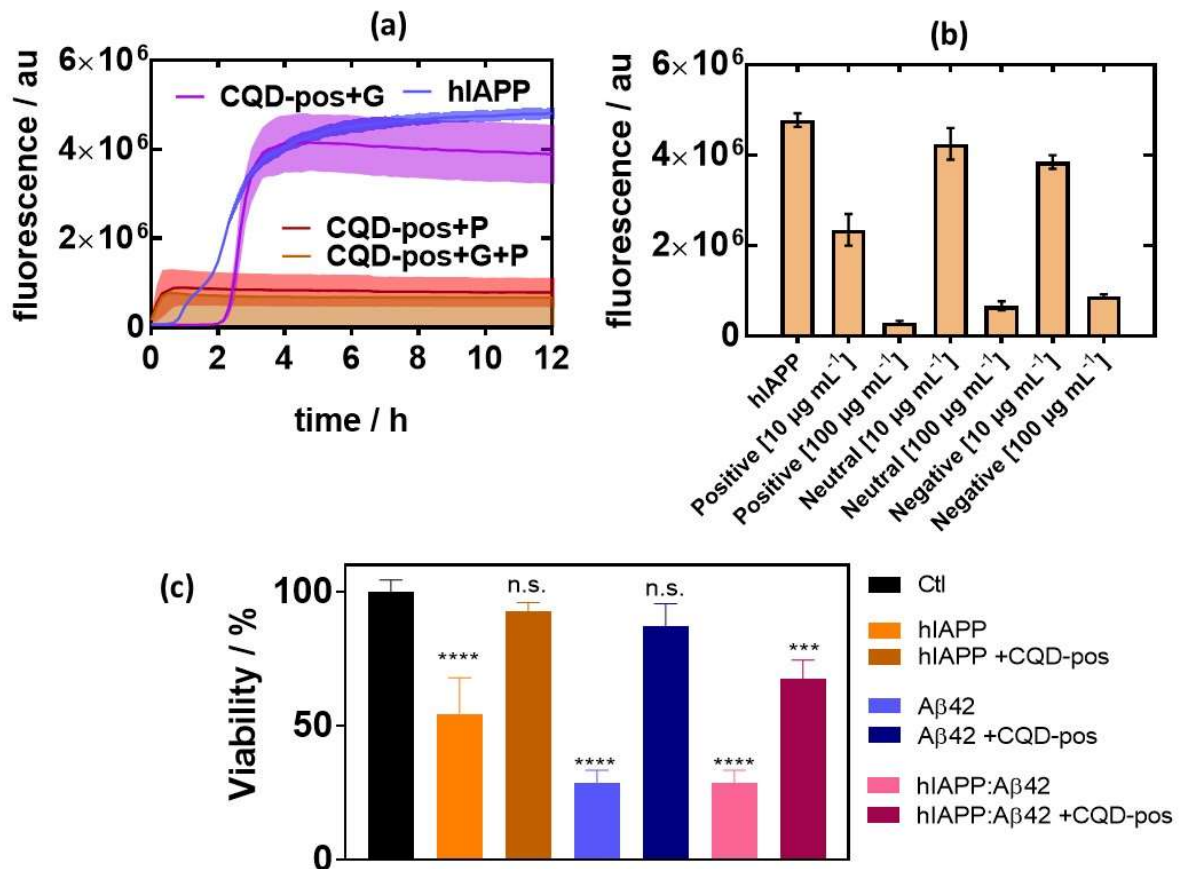 (a)
6×10⁶
4×10⁶
2×10⁶
0
fluorescence / au
CQD-pos+G
hIAPP
CQD-pos+P
CQD-pos+G+P
0 2 4 6 8 10 12
time / h
(b)
6×10⁶
4×10⁶
2×10⁶
0
fluorescence / au
hIAPP
Positive [10 µg mL⁻¹]
Positive [100 µg mL⁻¹]
Neutral [10 µg mL⁻¹]
Neutral [100 µg mL⁻¹]
Negative [10 µg mL⁻¹]
Negative [100 µg mL⁻¹]
(c)
100
50
0
Viability / %
****
n.s.
****
n.s.
****
***
Ctl
hIAPP
hIAPP +CQD-pos
Aβ42
Aβ42 +CQD-pos
hIAPP:Aβ42
hIAPP:Aβ42 +CQD-pos